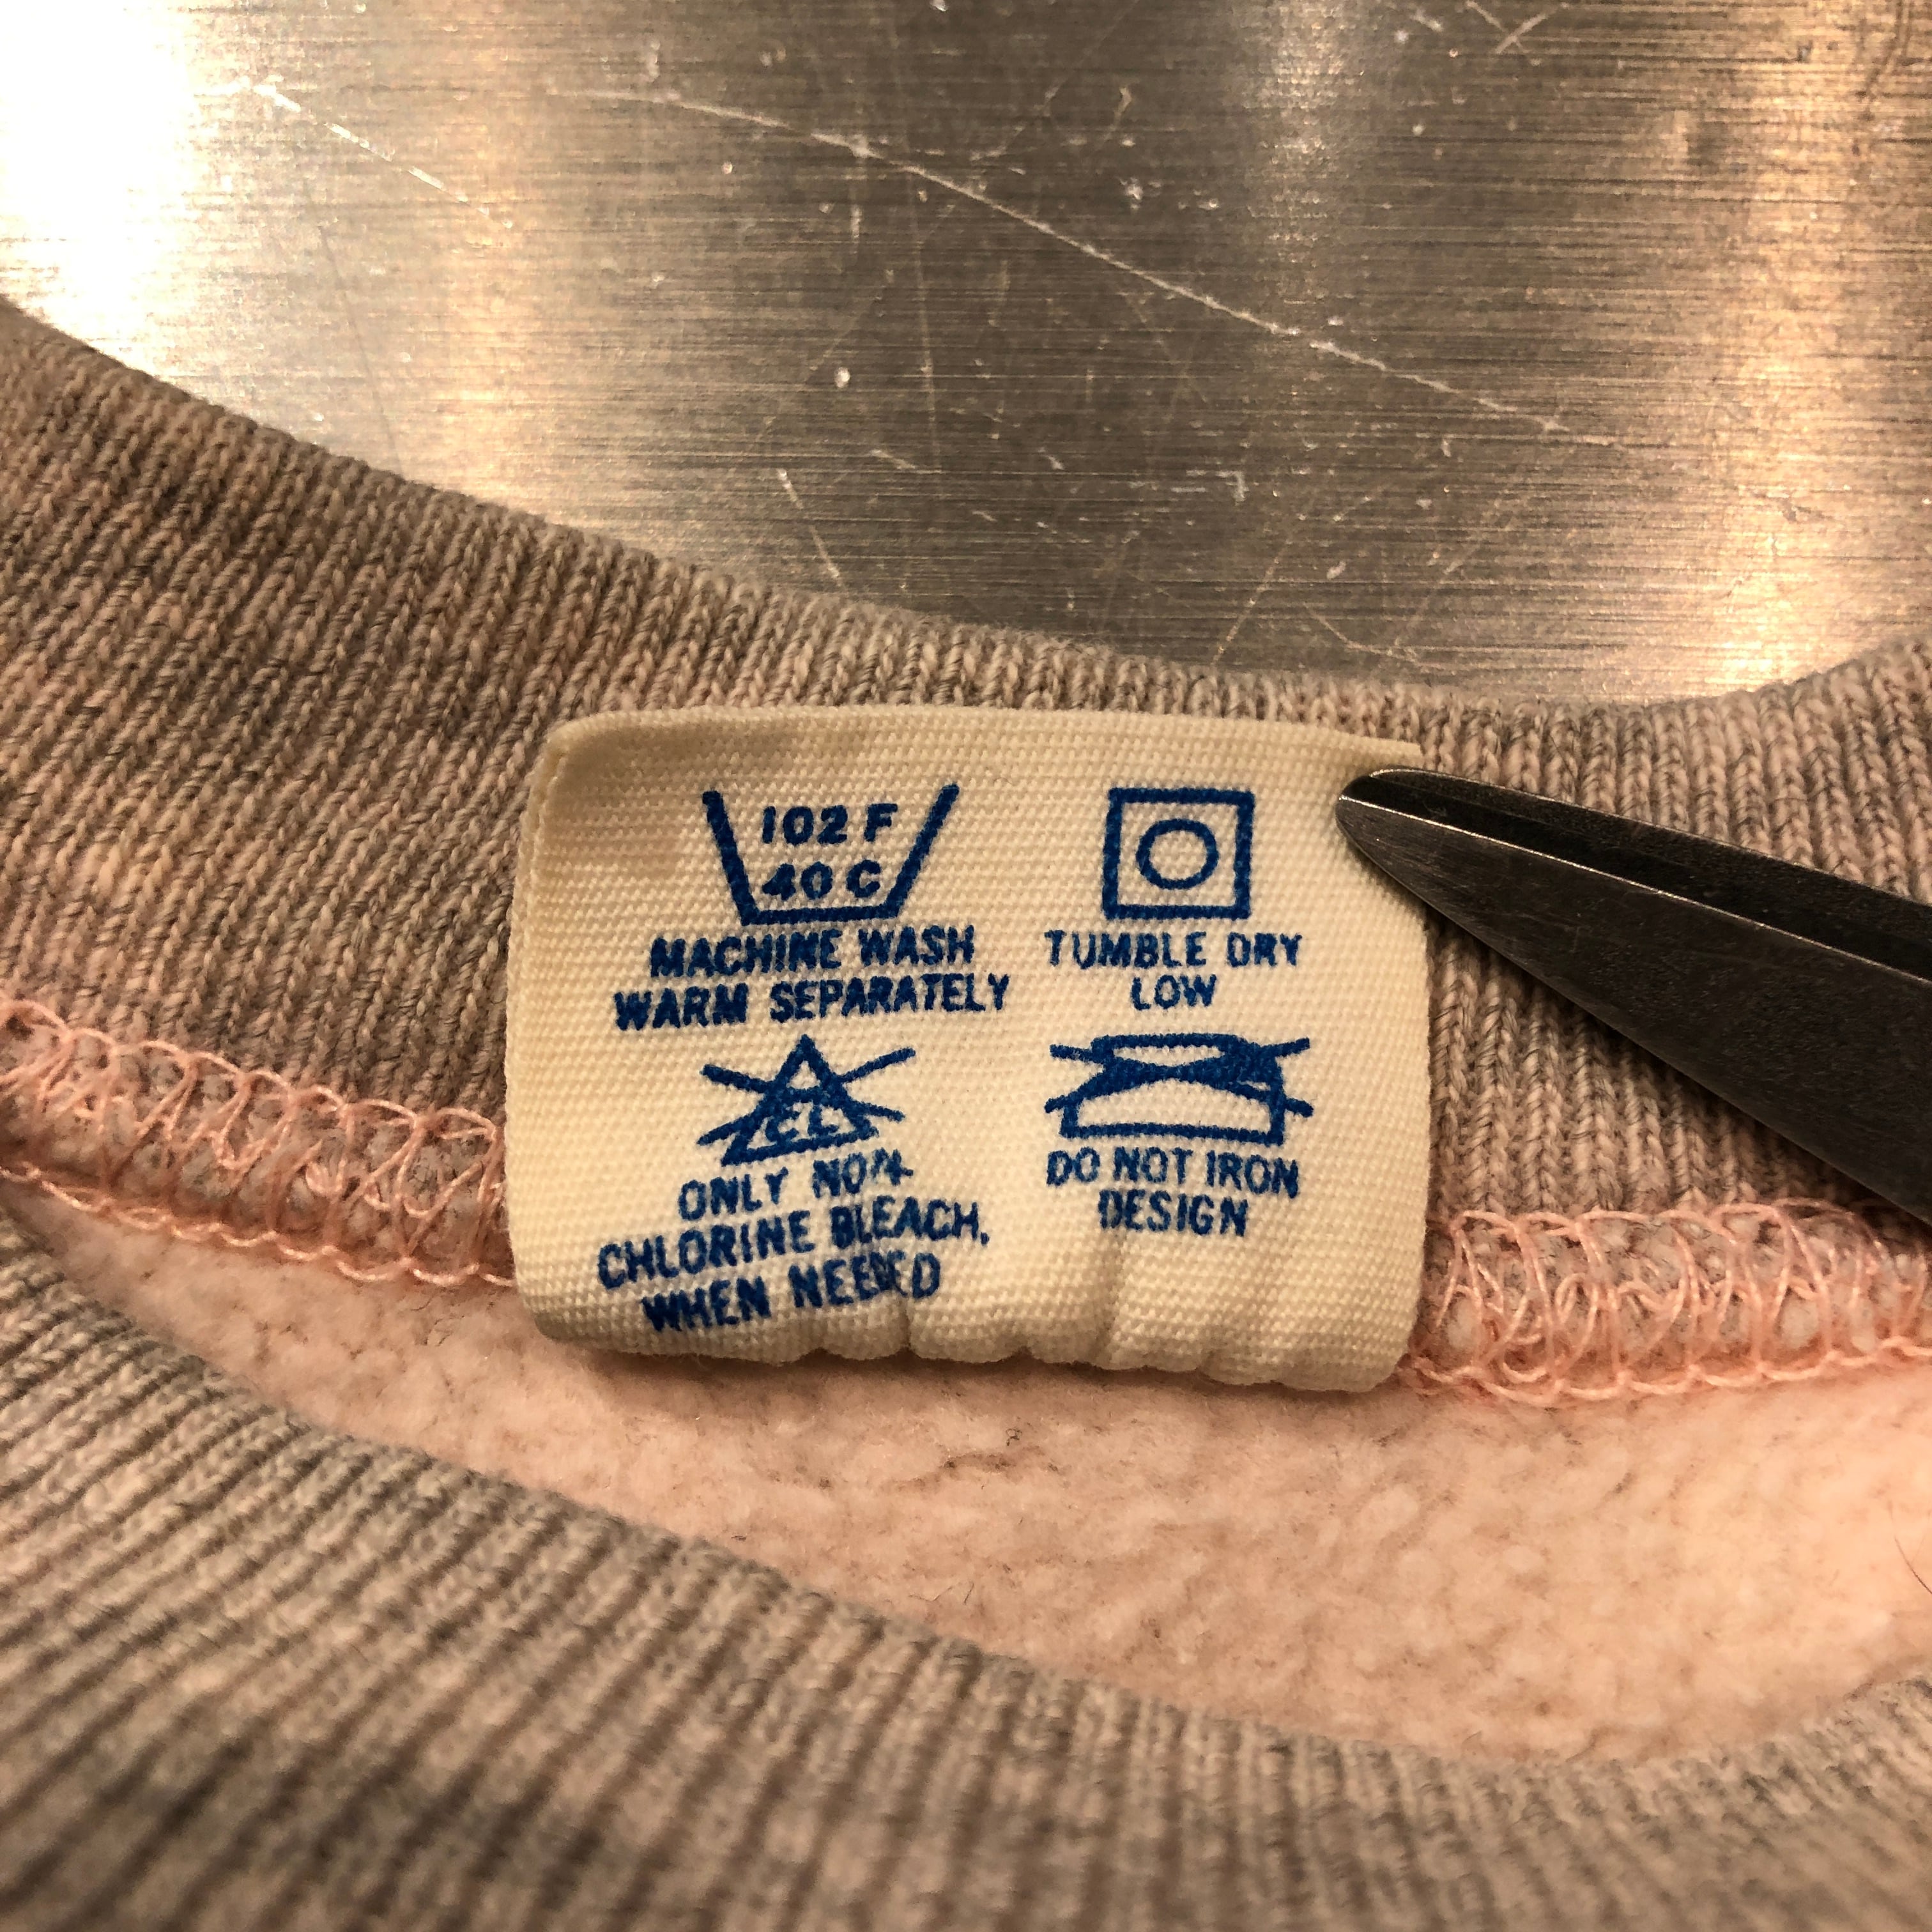 102 F
40 C
MACHINE WASH
WARM SEPARATELY
TUMBLE DRY
LOW
CL
ONLY NON-
CHLORINE BLEACH,
WHEN NEEDED
DO NOT IRON
DESIGN